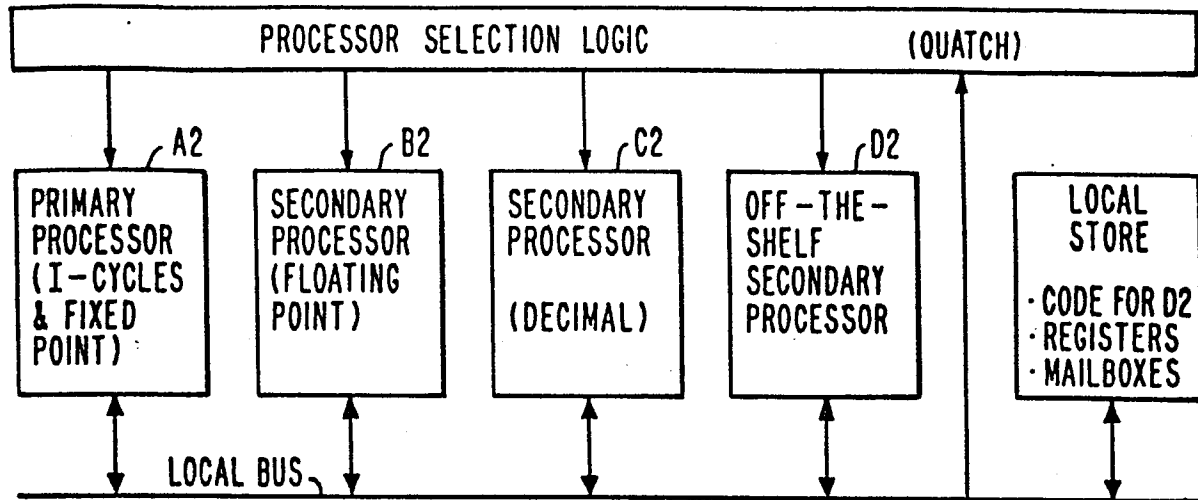 PROCESSOR SELECTION LOGIC (QUATCH)
A2
B2
C2
D2
PRIMARY
PROCESSOR
(I-CYCLES
& FIXED
POINT)
SECONDARY
PROCESSOR
(FLOATING
POINT)
SECONDARY
PROCESSOR
(DECIMAL)
OFF-THE-
SHELF
SECONDARY
PROCESSOR
LOCAL
STORE
· CODE FOR D2
· REGISTERS
· MAILBOXES
LOCAL BUS